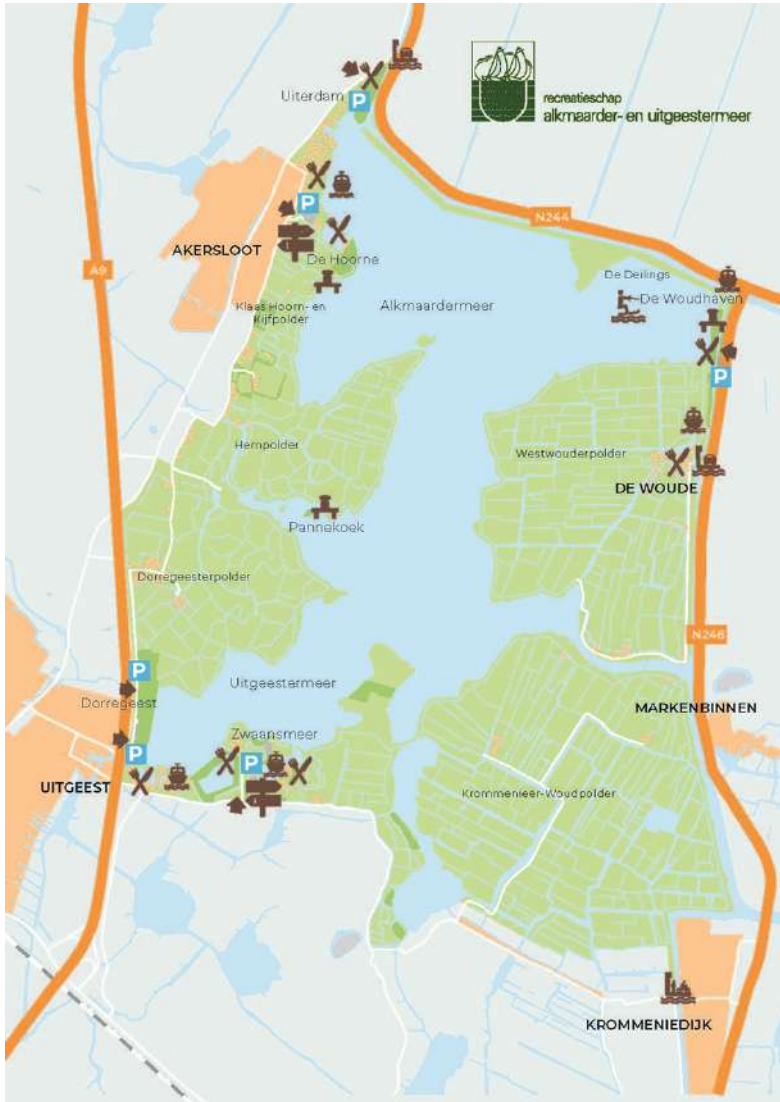 recreatieschap
alkmaarder- en uitgeestermeer
Uiterdam
P
N244
P
AKERSLOOT
De Hoorne
A9
De Deilings
De Woudhaven
Klaas Hoorn- en
Kijfpolder
Alkmaardermeer
P
Hempolder
Westwouderpolder
DE WOUDE
Pannekoek
Dorregeesterpolder
N246
P
Uitgeestermeer
Dorregeest
MARKENBINNEN
Zwaansmeer
P
P
UITGEEST
Krommenieer-Woudpolder
KROMMENIEDIJK